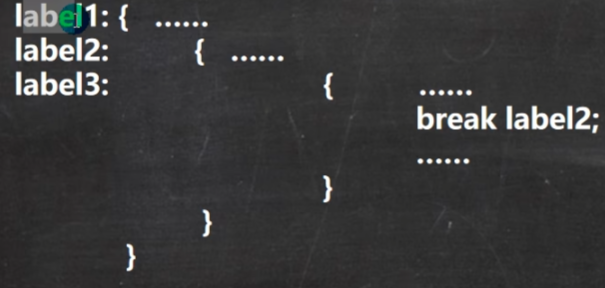 label1: { ......
label2: { ......
label3: { ......
break label2;
......
}
}
}